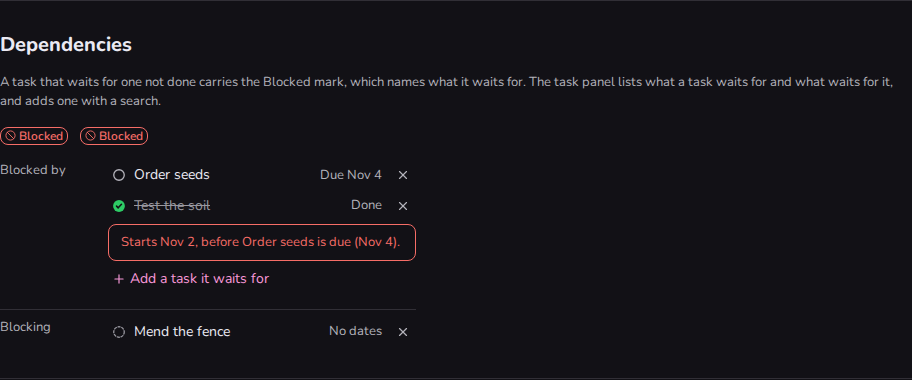 Dependencies
A task that waits for one not done carries the Blocked mark, which names what it waits for. The task panel lists what a task waits for and what waits for it,
and adds one with a search.
Blocked Blocked
Blocked by Order seeds Due Nov 4
Test the soil Done
Starts Nov 2, before Order seeds is due (Nov 4).
+ Add a task it waits for
Blocking Mend the fence No dates